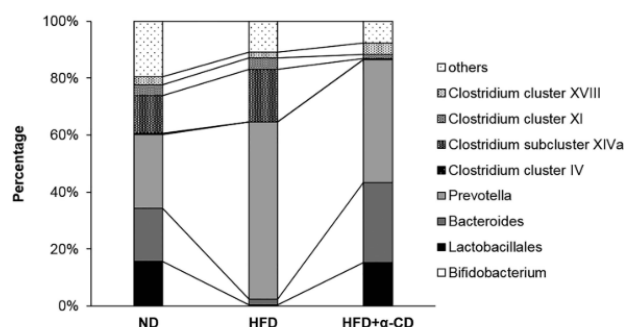 100%
80%
60%
40%
20%
0%
Percentage
ND
HFD
HFD+α-CD
others
Clostridium cluster XVIII
Clostridium cluster XI
Clostridium subcluster XIVa
Clostridium cluster IV
Prevotella
Bacteroides
Lactobacillales
Bifidobacterium